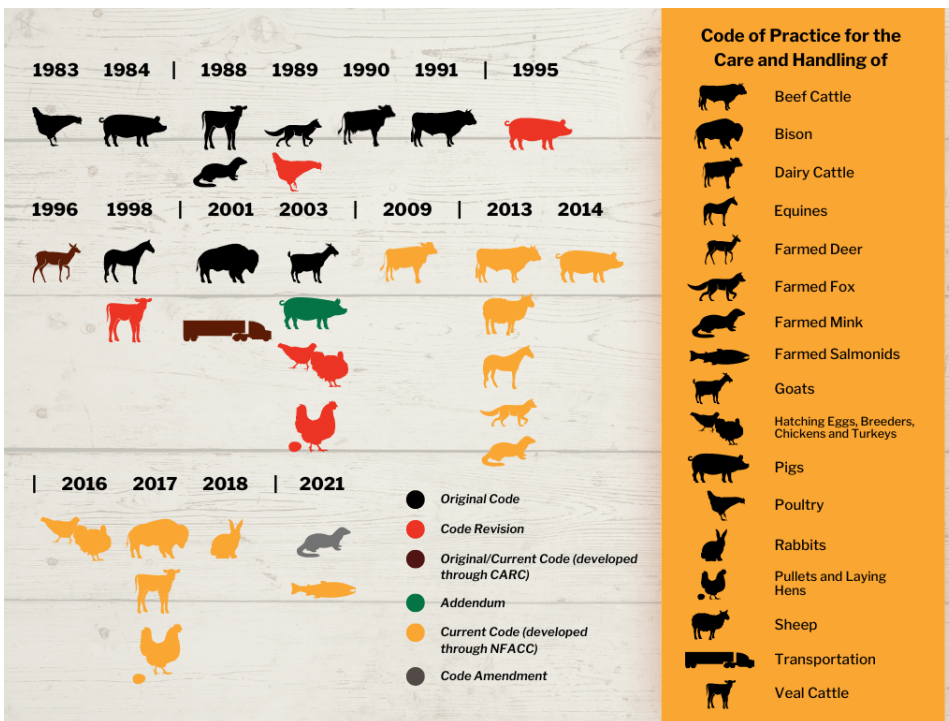 1983 1984 | 1988 1989 1990 1991 | 1995
1996 1998 | 2001 2003 | 2009 | 2013 2014
| 2016 2017 2018 | 2021
Original Code
Code Revision
Original/Current Code (developed
through CARC)
Addendum
Current Code (developed
through NFACC)
Code Amendment
Code of Practice for the
Care and Handling of
Beef Cattle
Bison
Dairy Cattle
Equines
Farmed Deer
Farmed Fox
Farmed Mink
Farmed Salmonids
Goats
Hatching Eggs, Breeders,
Chickens and Turkeys
Pigs
Poultry
Rabbits
Pullets and Laying
Hens
Sheep
Transportation
Veal Cattle